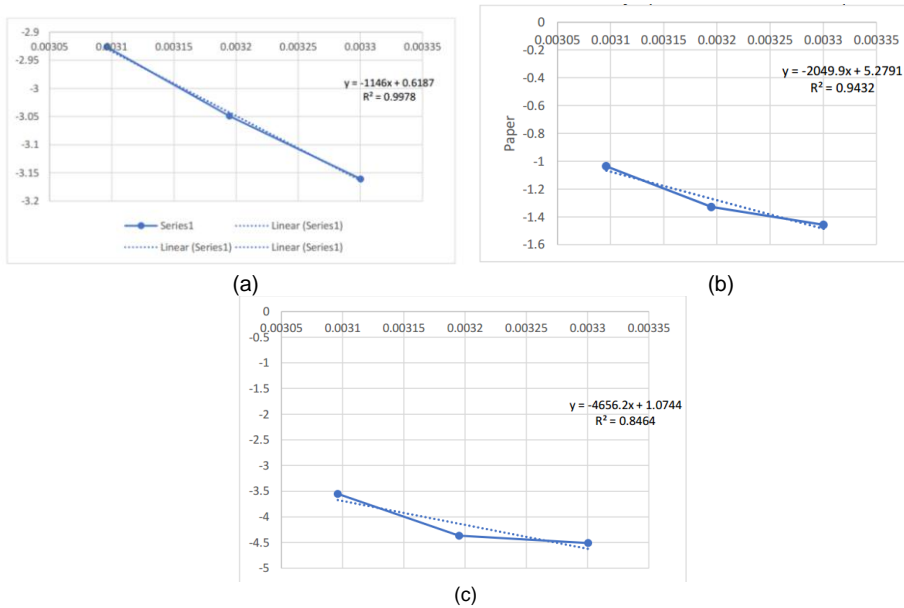 -2.9
0.00305 0.0031 0.00315 0.0032 0.00325 0.0033 0.00335
-2.95
y = -1146x + 0.6187
-3
R² = 0.9978
-3.05
-3.1
-3.15
-3.2
Series1 Linear (Series1)
Linear (Series1) Linear (Series1)
(a)
0
0.00305 0.0031 0.00315 0.0032 0.00325 0.0033 0.00335
-0.2
y = -2049.9x + 5.2791
-0.4
R² = 0.9432
-0.6
-0.8
Paper
-1
-1.2
-1.4
-1.6
(b)
0
0.00305 0.0031 0.00315 0.0032 0.00325 0.0033 0.00335
-0.5
-1
-1.5
y = -4656.2x + 1.0744
-2
R² = 0.8464
-2.5
-3
-3.5
-4
-4.5
-5
(c)